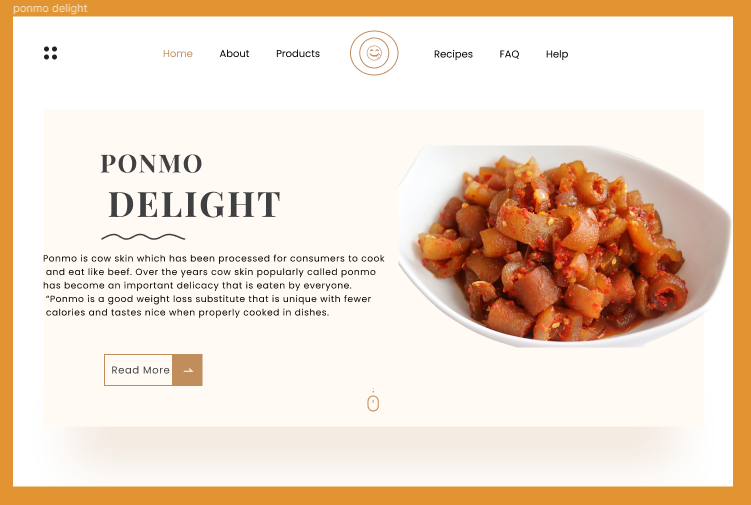 ponmo delight
Home About Products Recipes FAQ Help
PONMO
DELIGHT
Ponmo is cow skin which has been processed for consumers to cook
and eat like beef. Over the years cow skin popularly called ponmo
has become an important delicacy that is eaten by everyone.
"Ponmo is a good weight loss substitute that is unique with fewer
calories and tastes nice when properly cooked in dishes.
Read More